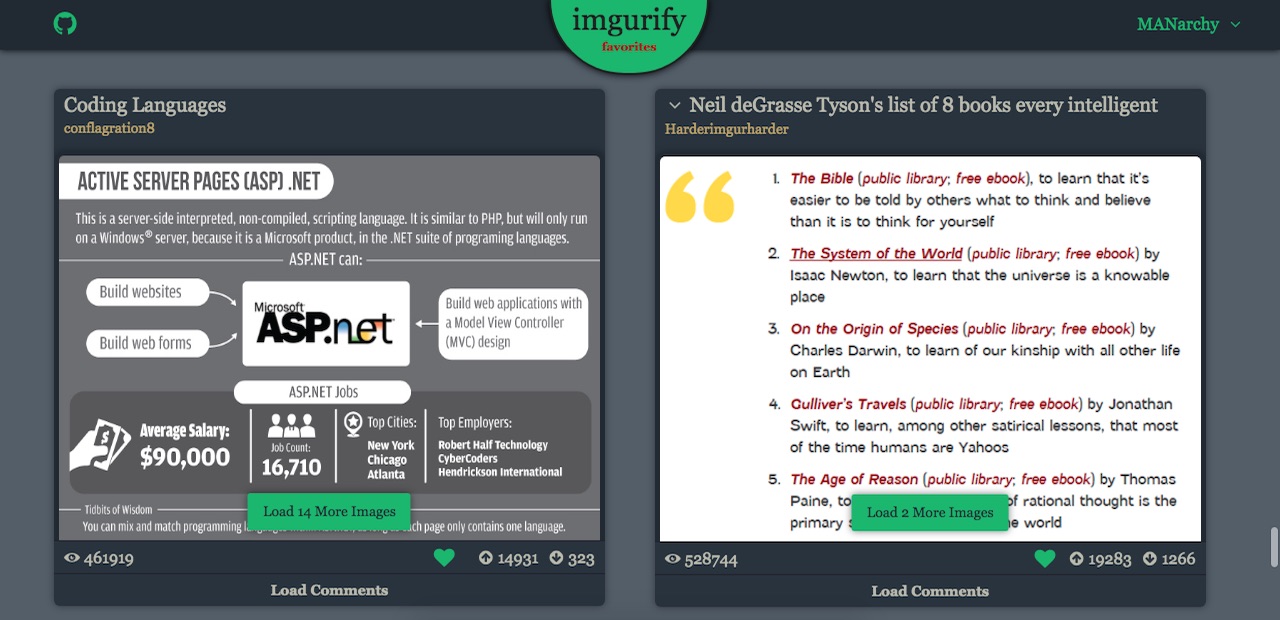 imgurify
favorites
MANarchy
Coding Languages
conflagration8
ACTIVE SERVER PAGES (ASP) .NET
This is a server-side interpreted, non-compiled, scripting language. It is similar to PHP, but will only run
on a Windows® server, because it is a Microsoft product, in the .NET suite of programing languages.
ASP.NET can:
Build websites
Build web forms
Microsoft®
ASP.net
Build web applications with
a Model View Controller
(MVC) design
ASP.NET Jobs
Average Salary:
$90,000
Job Count:
16,710
Top Cities:
New York
Chicago
Atlanta
Top Employers:
Robert Half Technology
CyberCoders
Hendrickson International
Tidbits of Wisdom
You can mix and match programming each page only contains one language.
Load 14 More Images
461919
14931
323
Load Comments
Neil deGrasse Tyson's list of 8 books every intelligent
Harderimgurharder
1. The Bible (public library; free ebook), to learn that it's
easier to be told by others what to think and believe
than it is to think for yourself
2. The System of the World (public library; free ebook) by
Isaac Newton, to learn that the universe is a knowable
place
3. On the Origin of Species (public library; free ebook) by
Charles Darwin, to learn of our kinship with all other life
on Earth
4. Gulliver's Travels (public library; free ebook) by Jonathan
Swift, to learn, among other satirical lessons, that most
of the time humans are Yahoos
5. The Age of Reason (public library; free ebook) by Thomas
Paine, to of rational thought is the
primary world
Load 2 More Images
528744
19283
1266
Load Comments